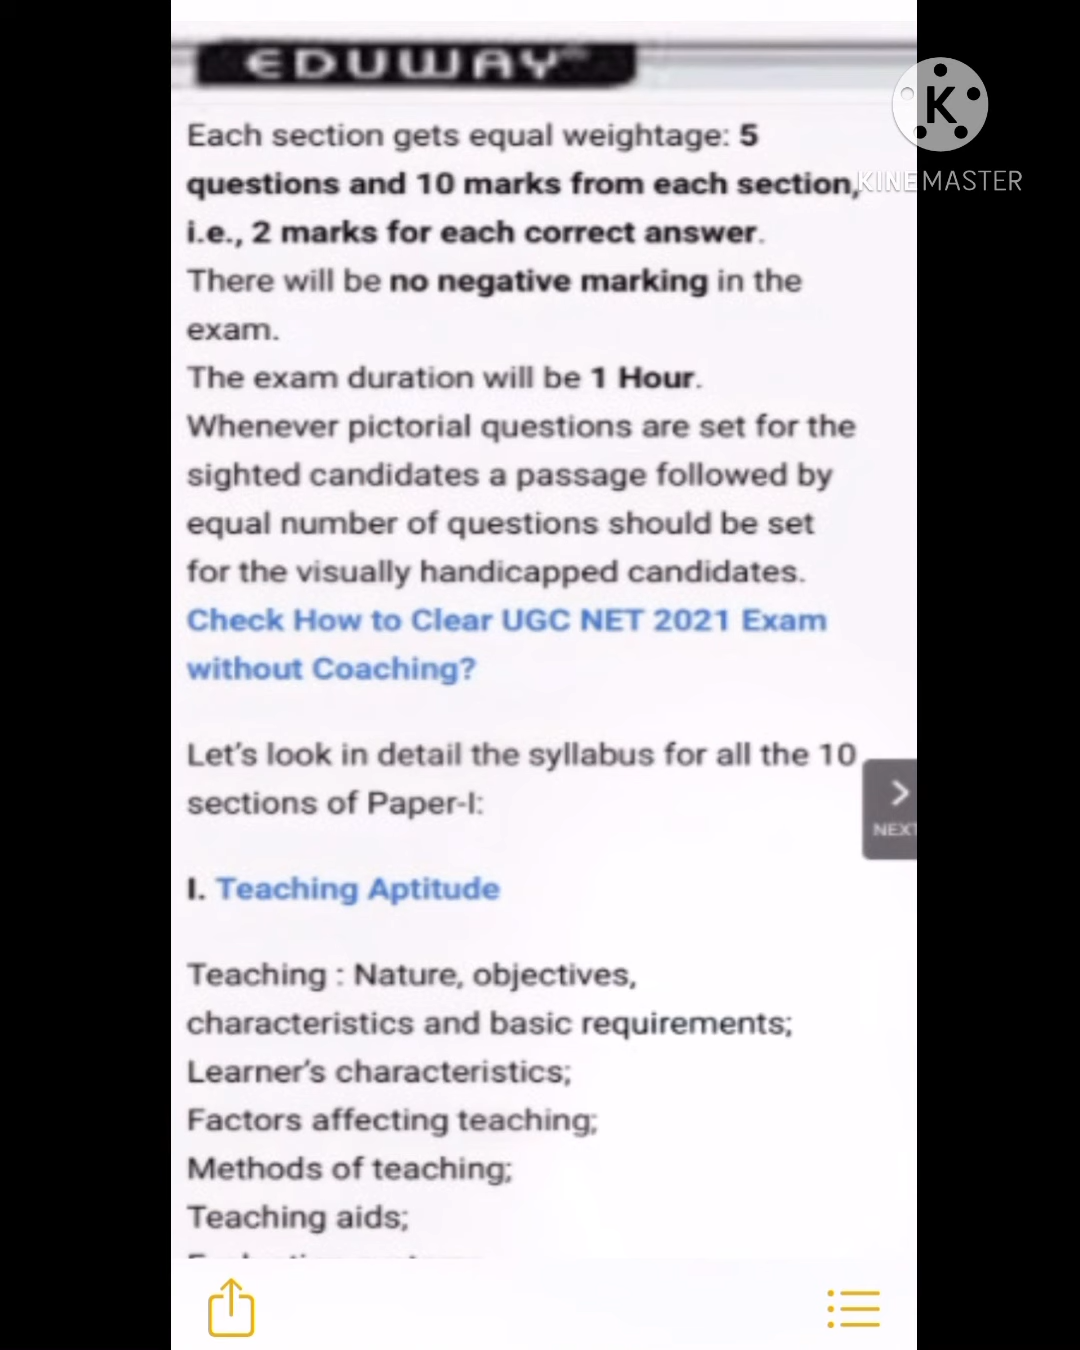 EDUWAY
Each section gets equal weightage: 5
questions and 10 marks from each section,
i.e., 2 marks for each correct answer.
There will be no negative marking in the
exam.
The exam duration will be 1 Hour.
Whenever pictorial questions are set for the
sighted candidates a passage followed by
equal number of questions should be set
for the visually handicapped candidates.
Check How to Clear UGC NET 2021 Exam
without Coaching?
Let's look in detail the syllabus for all the 10
sections of Paper-I:
I. Teaching Aptitude
Teaching : Nature, objectives,
characteristics and basic requirements;
Learner's characteristics;
Factors affecting teaching;
Methods of teaching;
Teaching aids;
K
KINEMASTER
NEXT